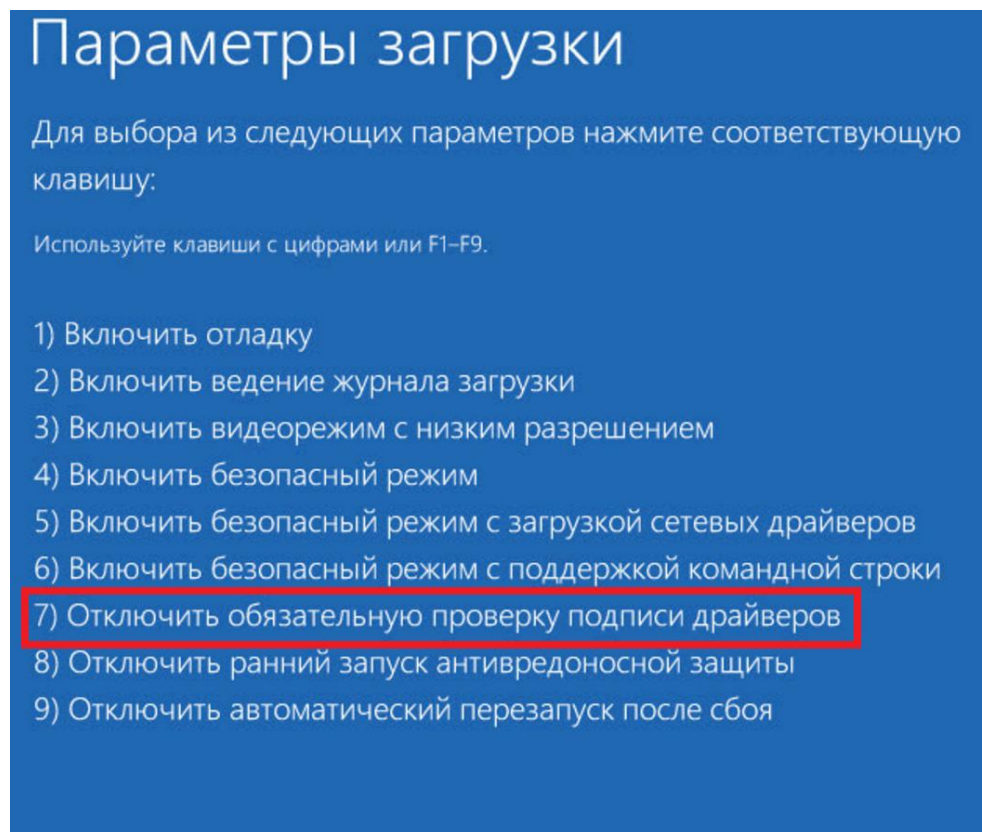 Параметры загрузки
Для выбора из следующих параметров нажмите соответствующую
клавишу:
Используйте клавиши с цифрами или F1–F9.
1) Включить отладку
2) Включить ведение журнала загрузки
3) Включить видеорежим с низким разрешением
4) Включить безопасный режим
5) Включить безопасный режим с загрузкой сетевых драйверов
6) Включить безопасный режим с поддержкой командной строки
7) Отключить обязательную проверку подписи драйверов
8) Отключить ранний запуск антивредоносной защиты
9) Отключить автоматический перезапуск после сбоя